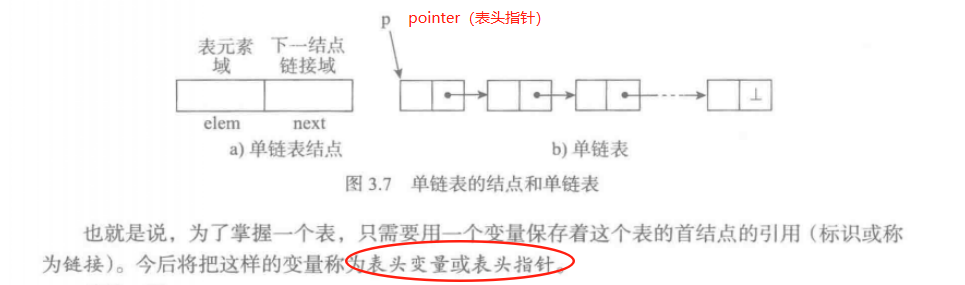 p pointer（表头指针）
表元素域 下一结点链接域
elem next
⊥
a) 单链表结点 b) 单链表
图 3.7 单链表的结点和单链表
也就是说，为了掌握一个表，只需要用一个变量保存着这个表的首结点的引用（标识或称
为链接）。今后将把这样的变量称为表头变量或表头指针。